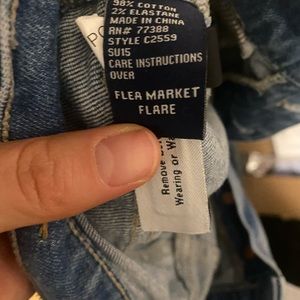 98% COTTON
2% ELASTANE
MADE IN CHINA
RN# 77388
STYLE C2559
SU15
CARE INSTRUCTIONS
OVER
FLEA MARKET
FLARE
Remove
Wearing or